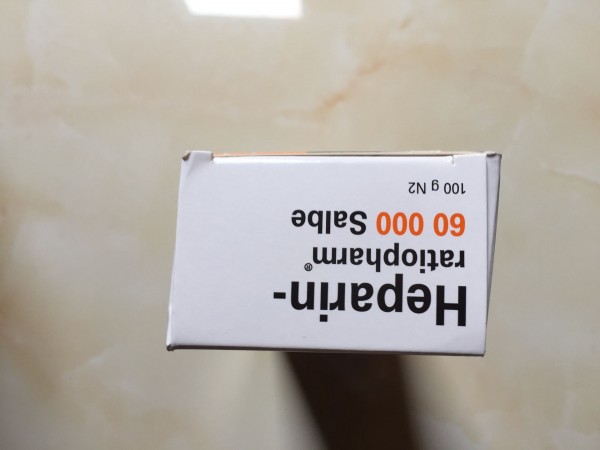 Heparin-
ratiopharm®
60 000 Salbe
100 g N2